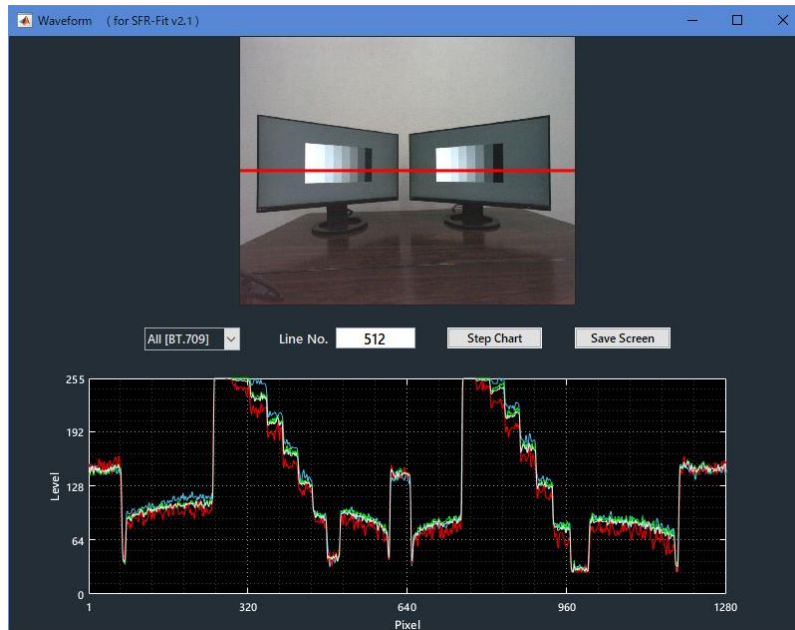 Waveform ( for SFR-Fit v2.1 )
All [BT.709]
Line No.
512
Step Chart
Save Screen
255
192
128
64
0
Level
1
320
640
960
1280
Pixel